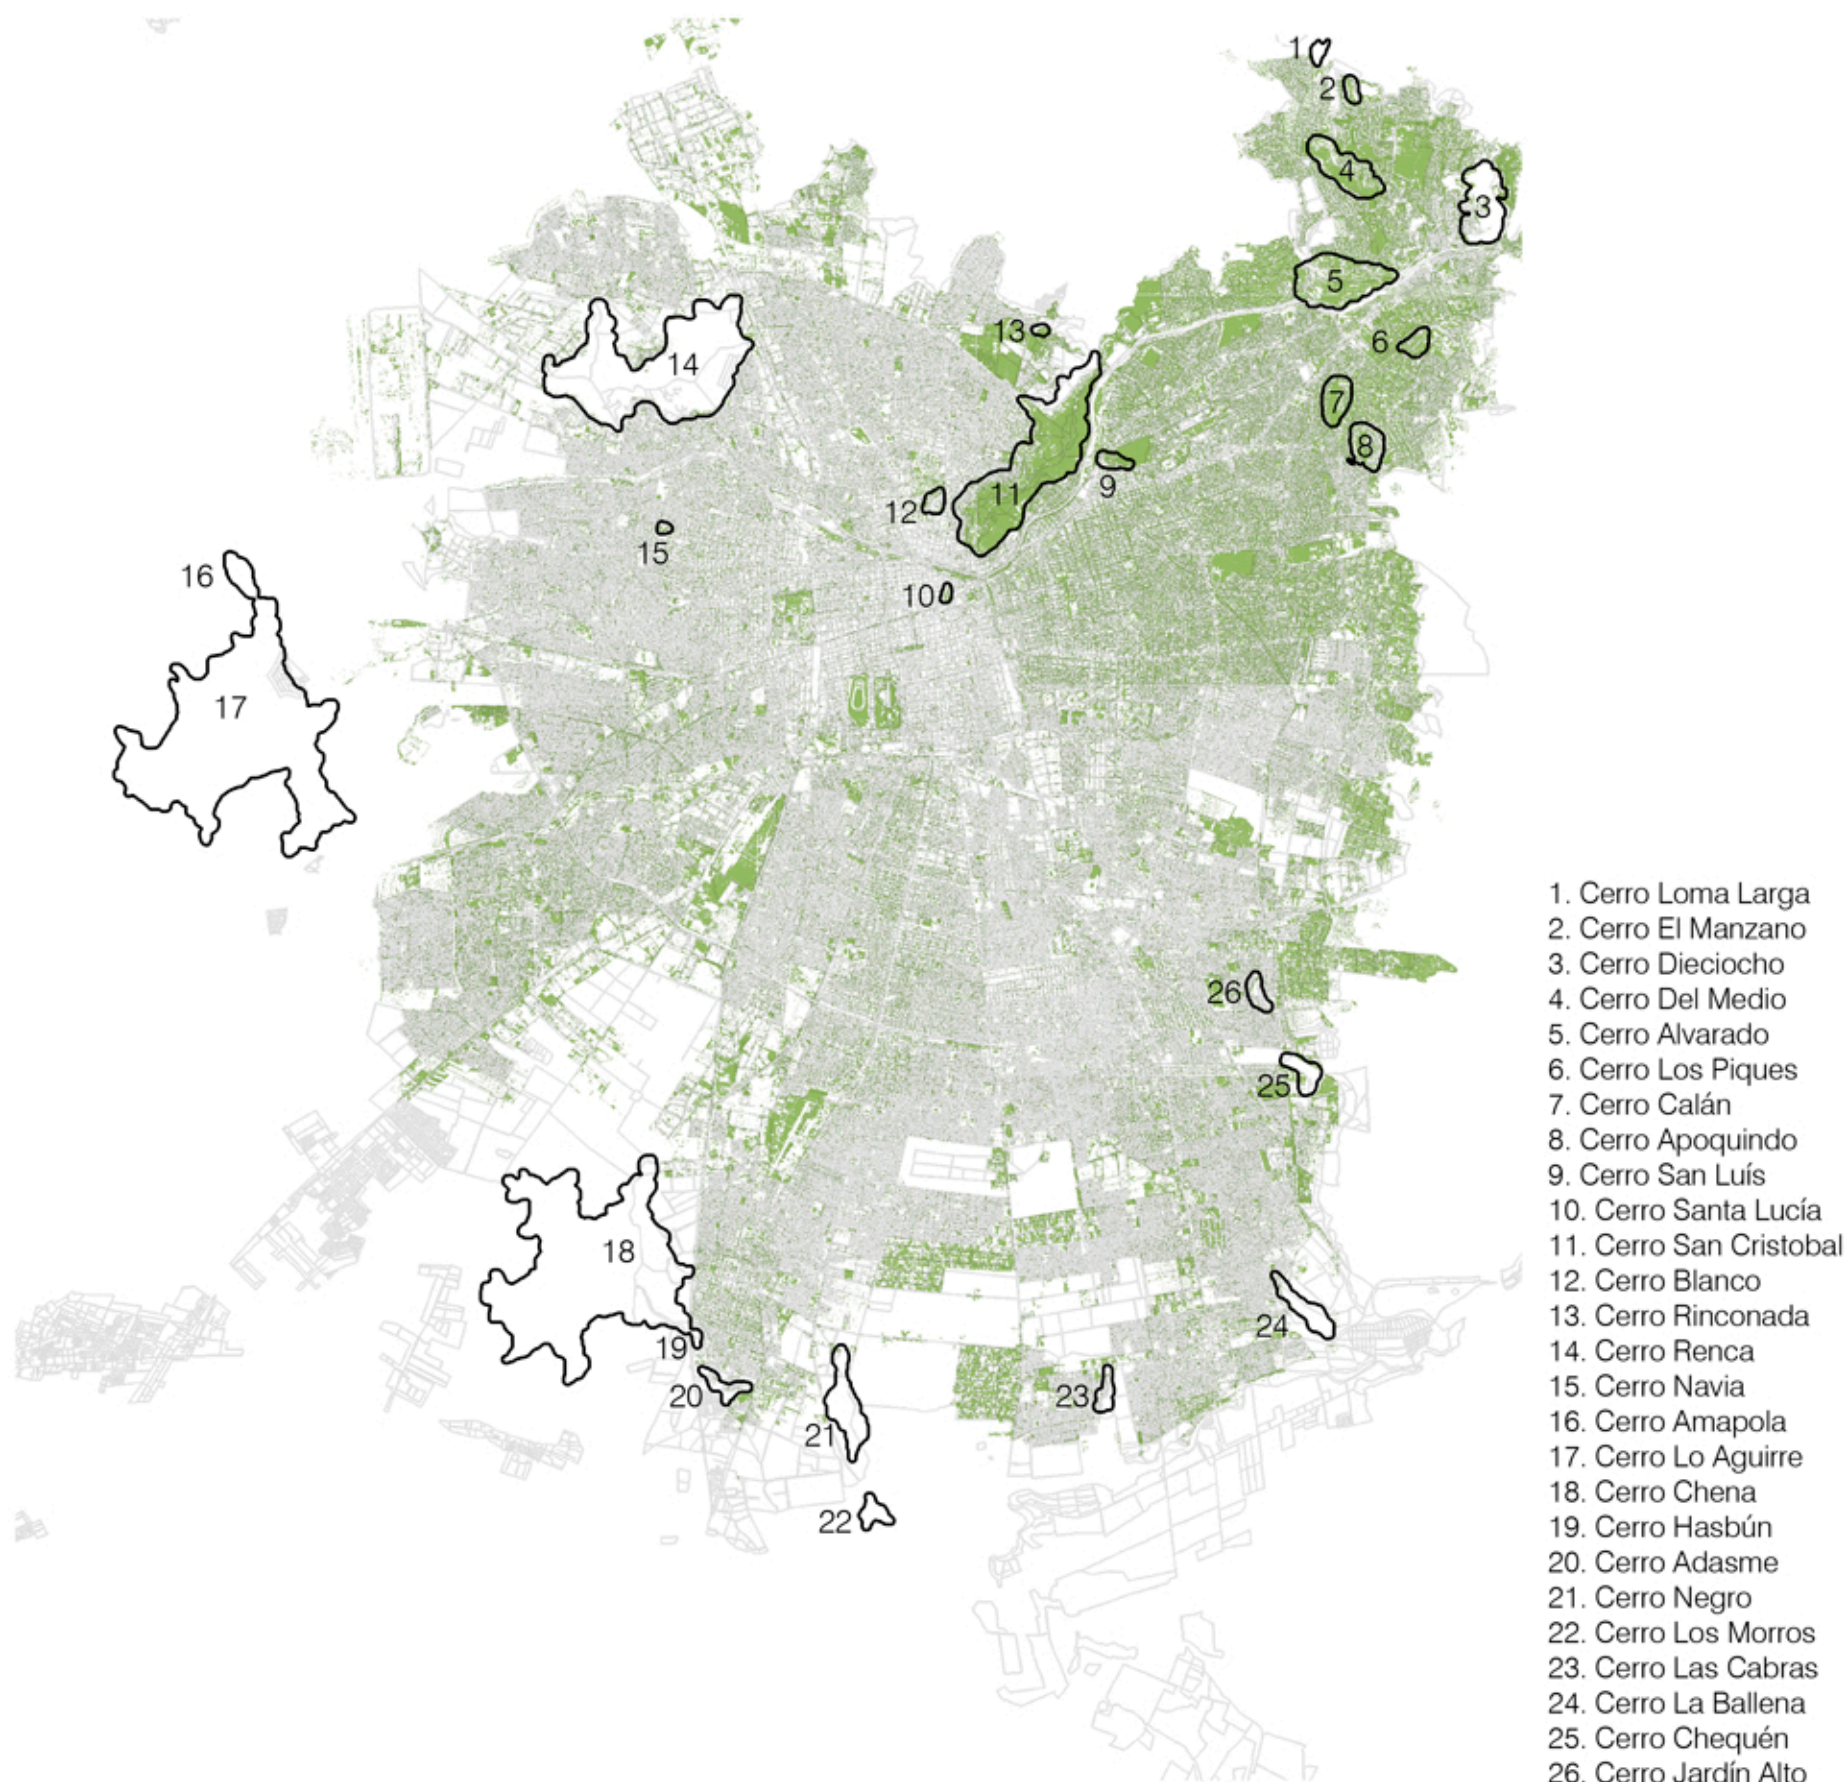 1
2
3
4
5
6
7
8
9
10
11
12
13
14
15
16
17
18
19
20
21
22
23
24
25
26
1. Cerro Loma Larga
2. Cerro El Manzano
3. Cerro Dieciocho
4. Cerro Del Medio
5. Cerro Alvarado
6. Cerro Los Piques
7. Cerro Calán
8. Cerro Apoquindo
9. Cerro San Luís
10. Cerro Santa Lucía
11. Cerro San Cristobal
12. Cerro Blanco
13. Cerro Rinconada
14. Cerro Renca
15. Cerro Navia
16. Cerro Amapola
17. Cerro Lo Aguirre
18. Cerro Chena
19. Cerro Hasbún
20. Cerro Adasme
21. Cerro Negro
22. Cerro Los Morros
23. Cerro Las Cabras
24. Cerro La Ballena
25. Cerro Chequén
26. Cerro Jardín Alto